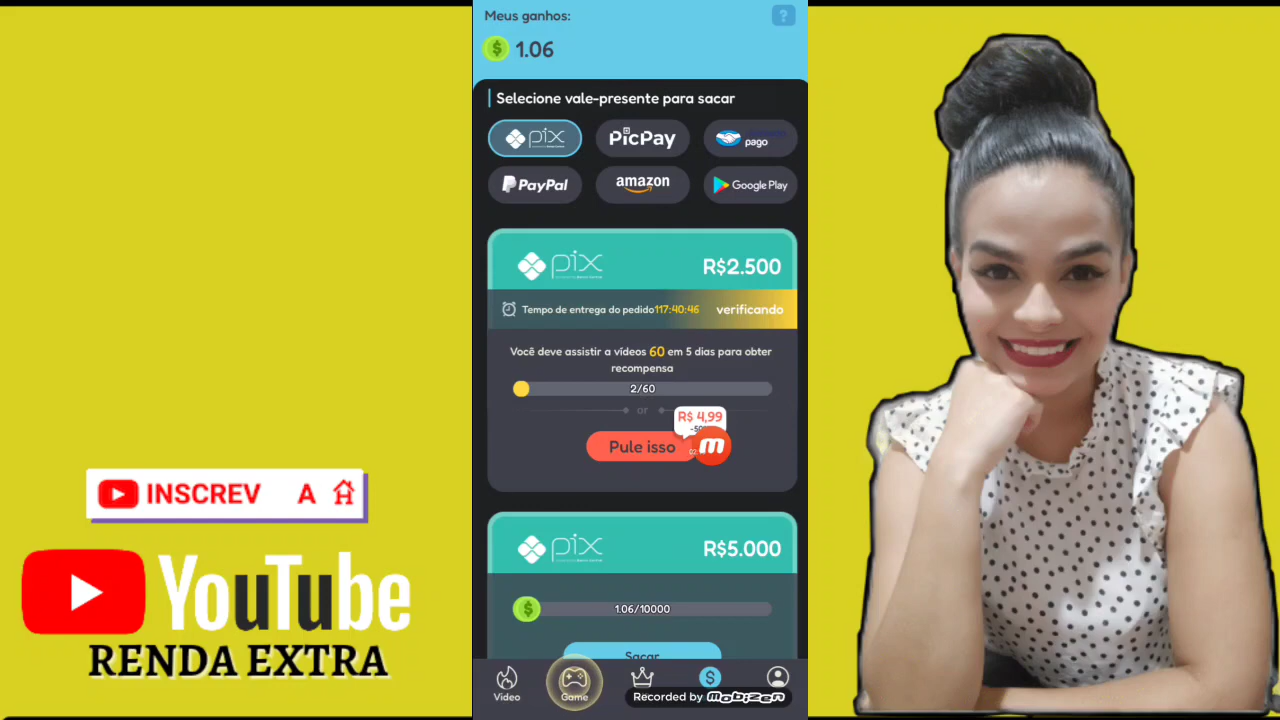 Meus ganhos:
?
$ 1.06
Selecione vale-presente para sacar
pix
PicPay
pago
PayPal
amazon
Google Play
pix
R$2.500
Tempo de entrega do pedido117:40:46
verificando
Você deve assistir a vídeos 60 em 5 dias para obter
recompensa
2/60
or
R$ 4,99
Pule isso
m
pix
R$5.000
$
1.06/10000
Sacar
Video
Game
$
Recorded by mobizen
INSCREV A
YouTube
RENDA EXTRA